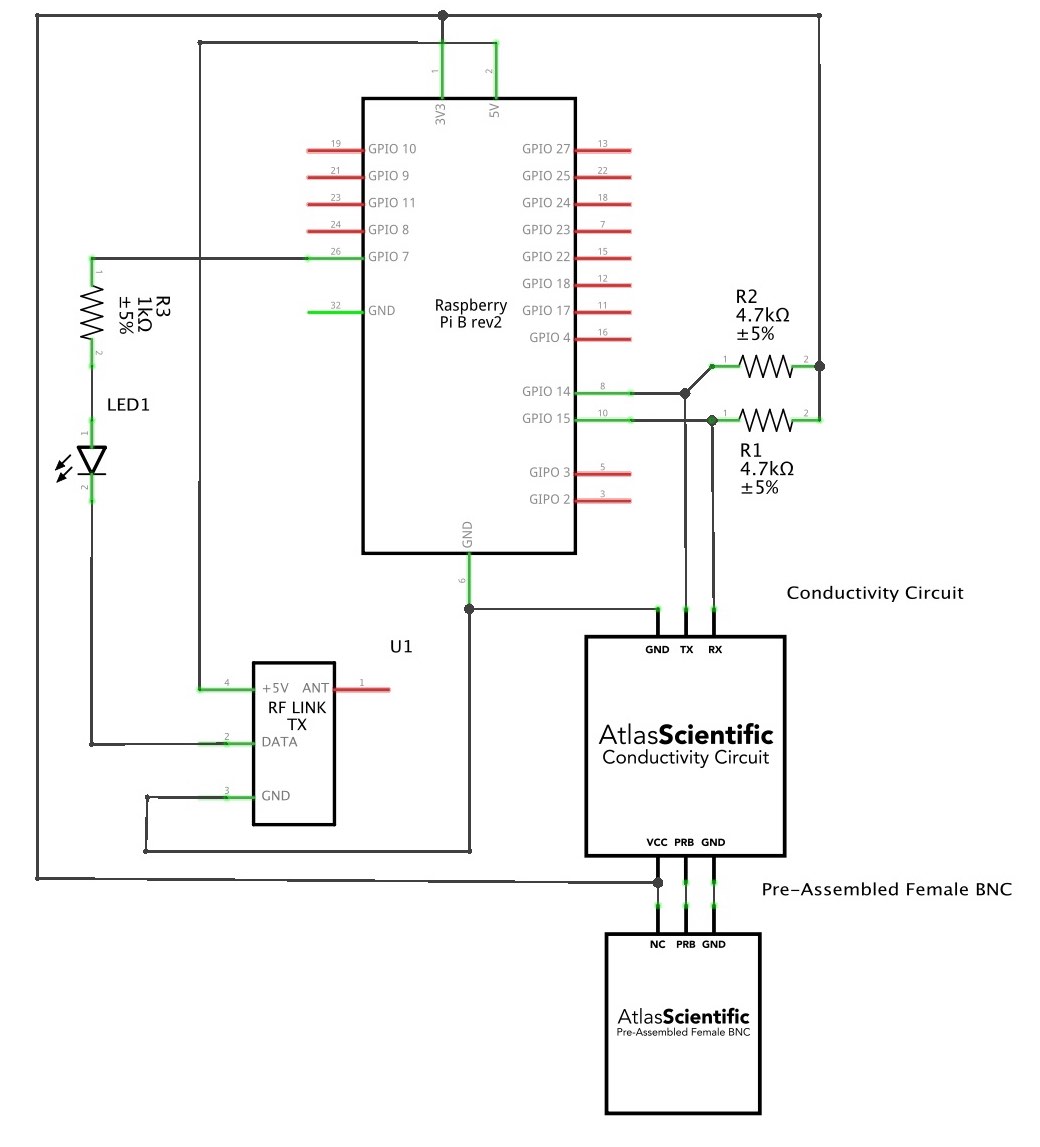 1
2
3V3
5V
19
GPIO 10
GPIO 27
13
21
GPIO 9
GPIO 25
22
23
GPIO 11
GPIO 24
18
24
GPIO 8
GPIO 23
7
26
GPIO 7
GPIO 22
15
GPIO 18
12
32
GND
GPIO 17
11
GPIO 4
16
Raspberry
Pi B rev2
GPIO 14
8
GPIO 15
10
GIPO 3
5
GIPO 2
3
GND
6
1
R3
1kΩ
±5%
2
LED1
1
2
R2
4.7kΩ
±5%
1
2
1
2
R1
4.7kΩ
±5%
Conductivity Circuit
U1
4
+5V
ANT
1
RF LINK
TX
2
DATA
3
GND
GND TX RX
AtlasScientific
Conductivity Circuit
VCC PRB GND
Pre-Assembled Female BNC
NC PRB GND
AtlasScientific
Pre-Assembled Female BNC